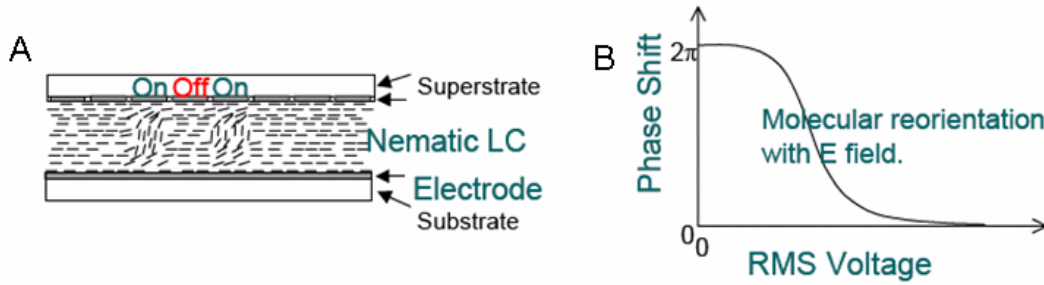 A
On Off On
Superstrate
Nematic LC
Electrode
Substrate
B
Phase Shift
2π
Molecular reorientation
with E field.
0
0
RMS Voltage